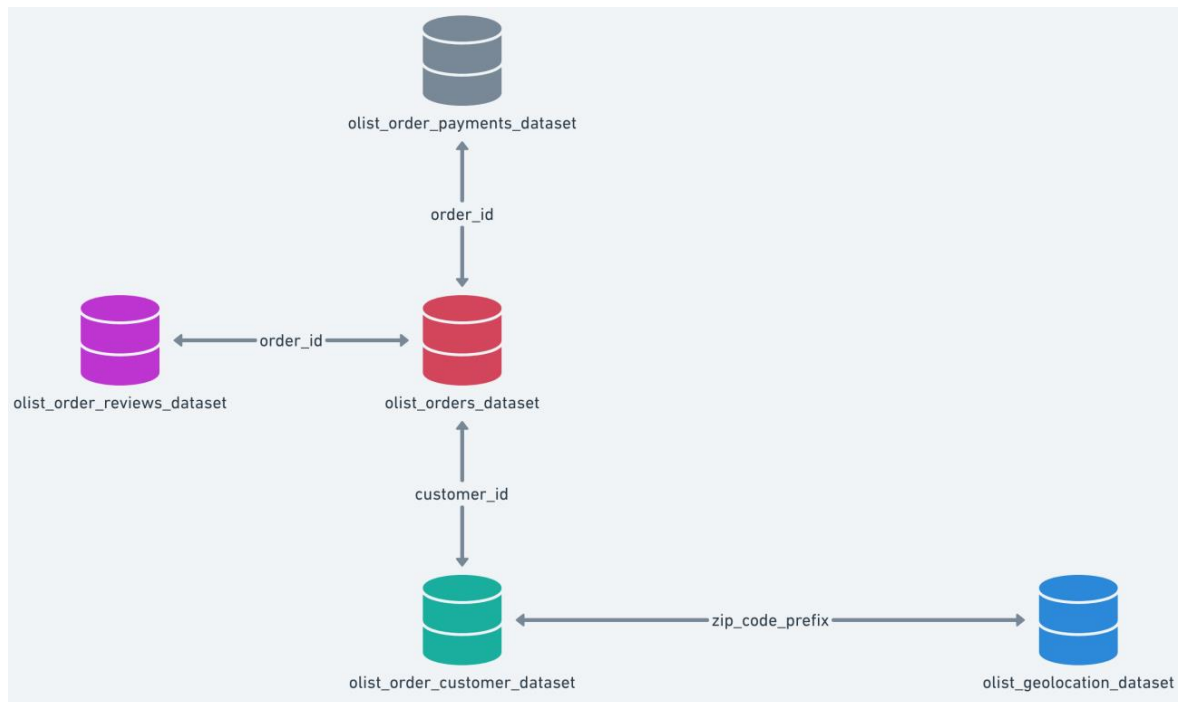 olist_order_payments_dataset
order_id
order_id
olist_order_reviews_dataset
olist_orders_dataset
customer_id
zip_code_prefix
olist_order_customer_dataset
olist_geolocation_dataset